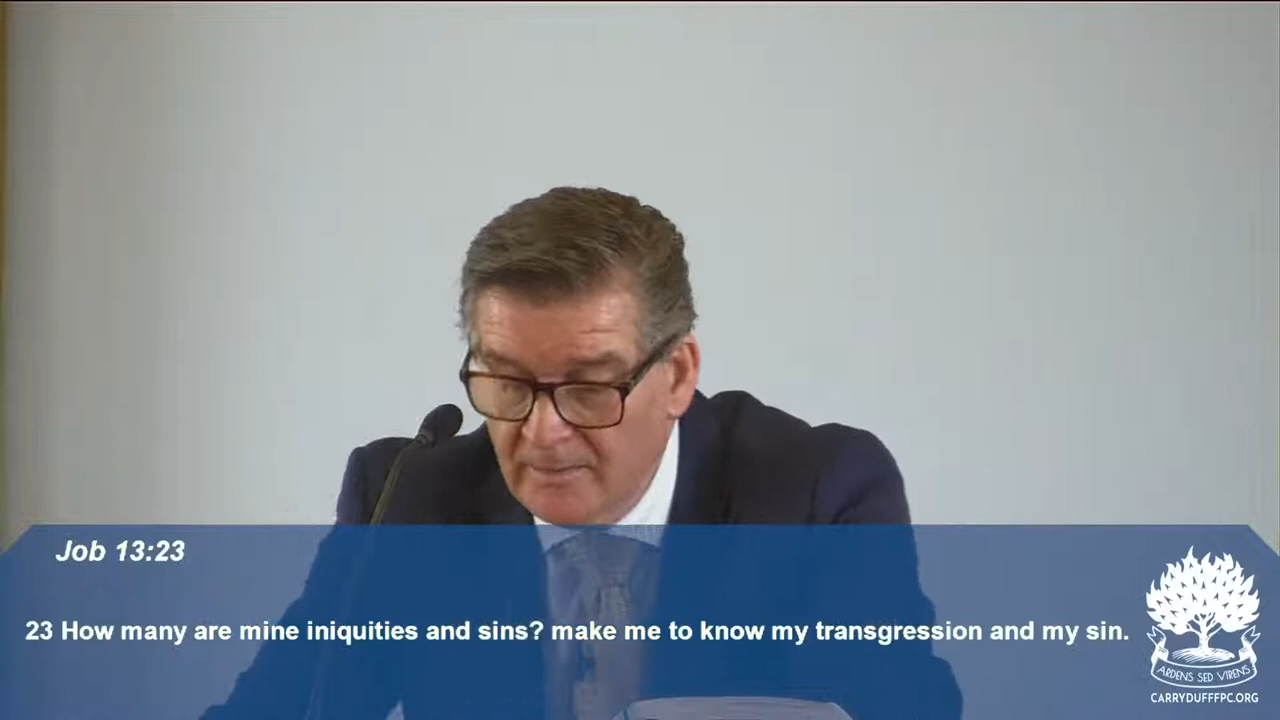 Job 13:23
23 How many are mine iniquities and sins? make me to know my transgression and my sin.
ARDENS SED VIRENS
CARRYDUFFFPC.ORG